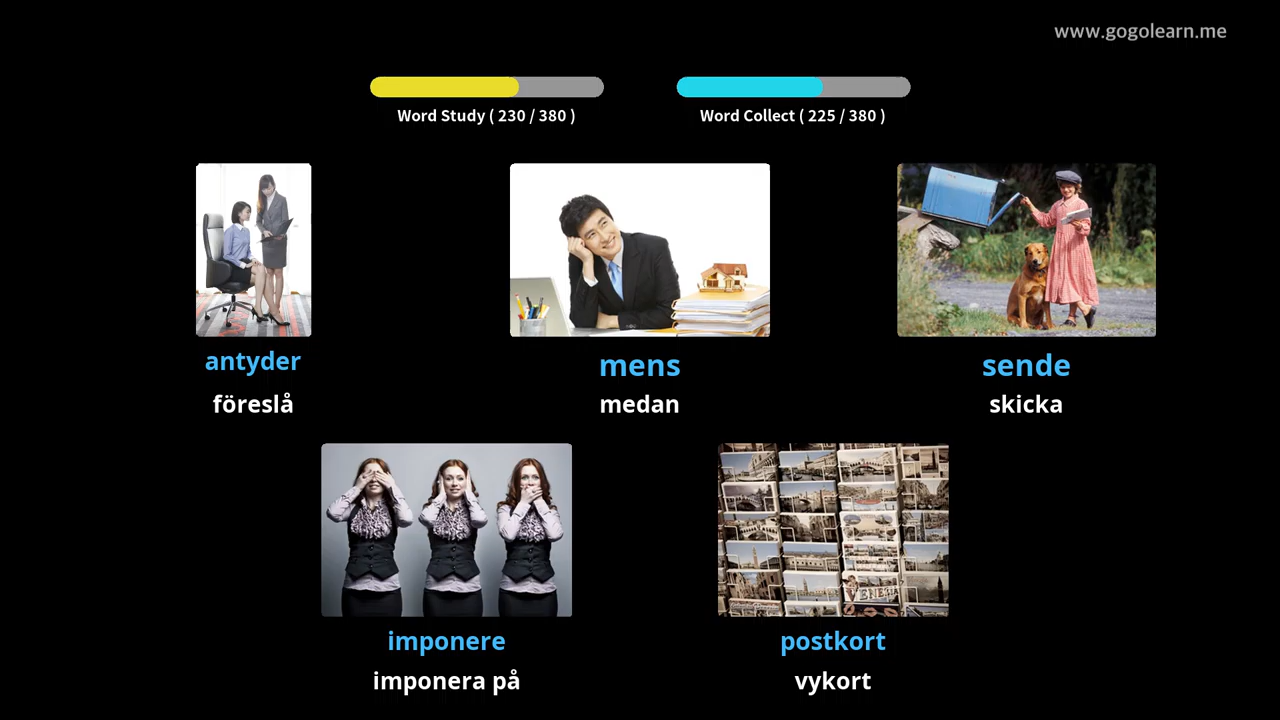 www.gogolearn.me
Word Study ( 230 / 380 )
Word Collect ( 225 / 380 )
antyder
föreslå
mens
medan
sende
skicka
imponere
imponera på
postkort
vykort